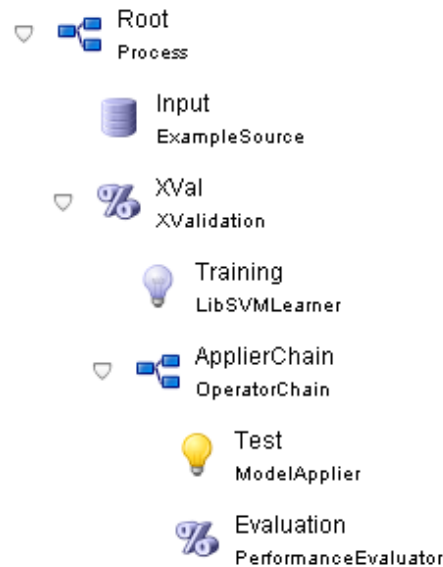 Root
Process
Input
ExampleSource
XVal
XValidation
Training
LibSVMLearner
ApplierChain
OperatorChain
Test
ModelApplier
Evaluation
PerformanceEvaluator